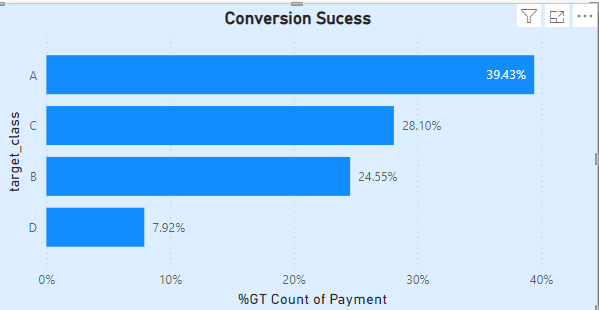 Conversion Sucess
target_class
A
39.43%
C
28.10%
B
24.55%
D
7.92%
0%
10%
20%
30%
40%
%GT Count of Payment